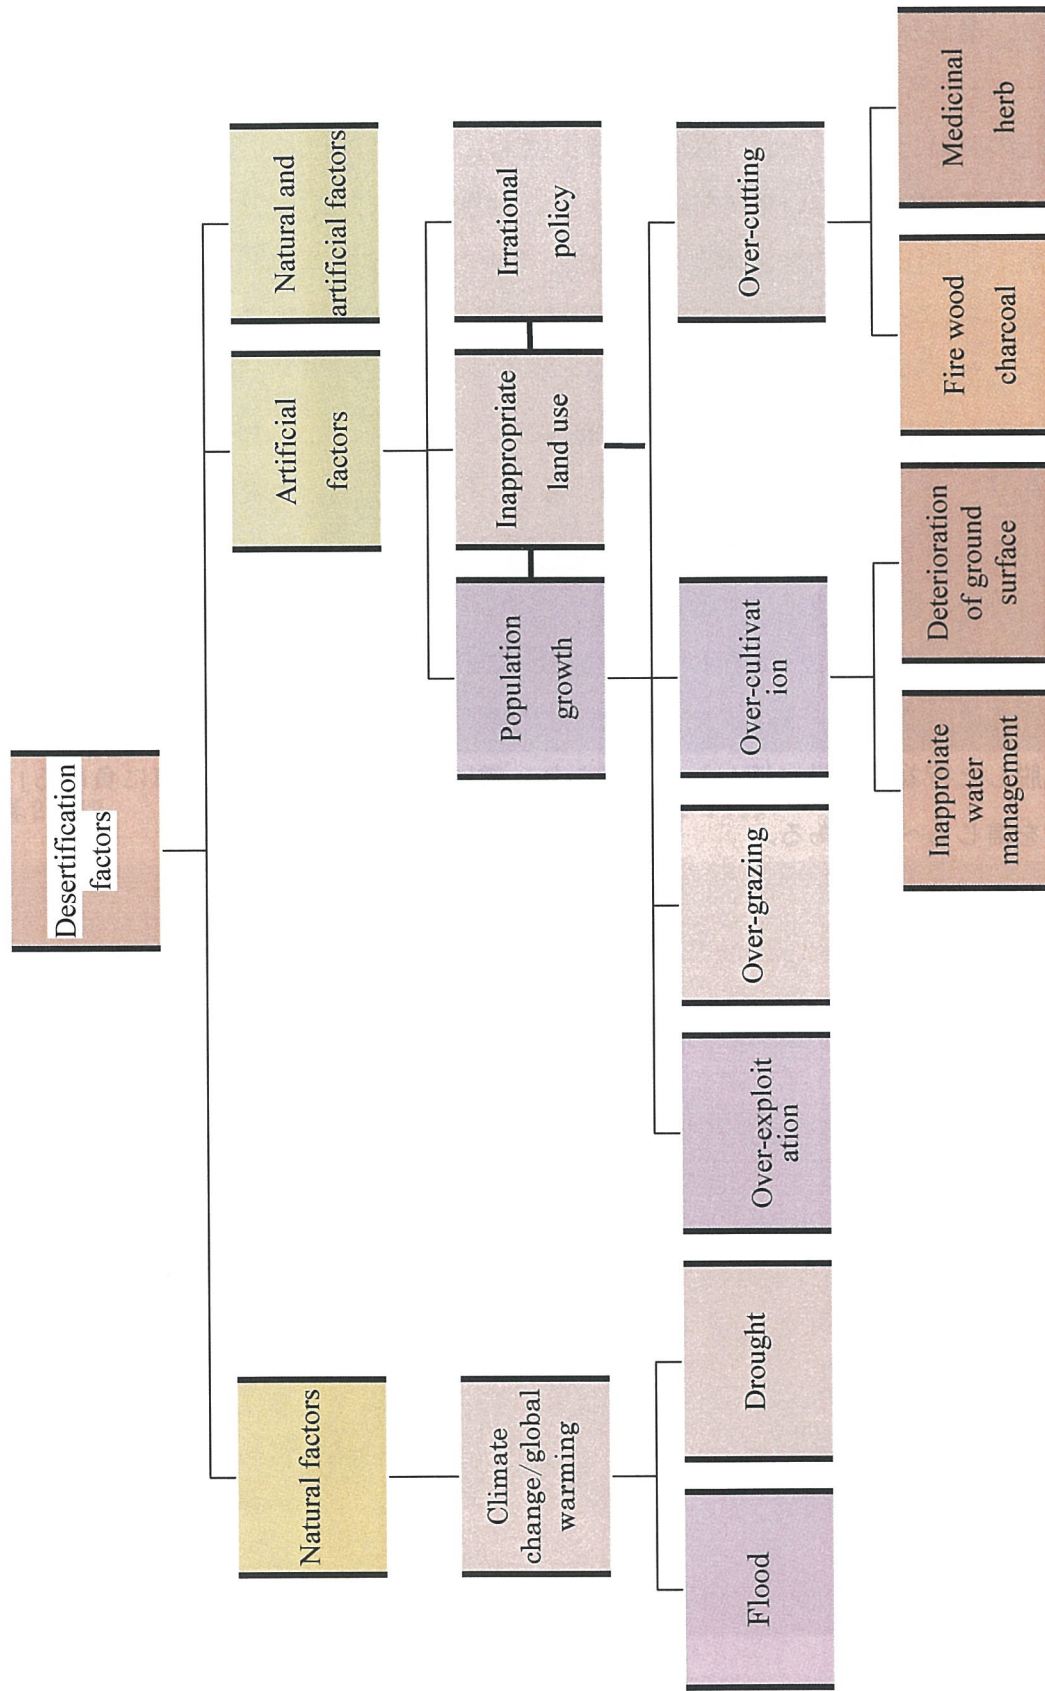 Desertification
factors
Natural factors
Artificial
factors
Natural and
artificial factors
Climate
change/global
warming
Population
growth
Inappropriate
land use
Irrational
policy
Flood
Drought
Over-exploit
ation
Over-grazing
Over-cultivat
ion
Over-cutting
Inapproiate
water
management
Deterioration
of ground
surface
Fire wood
charcoal
Medicinal
herb